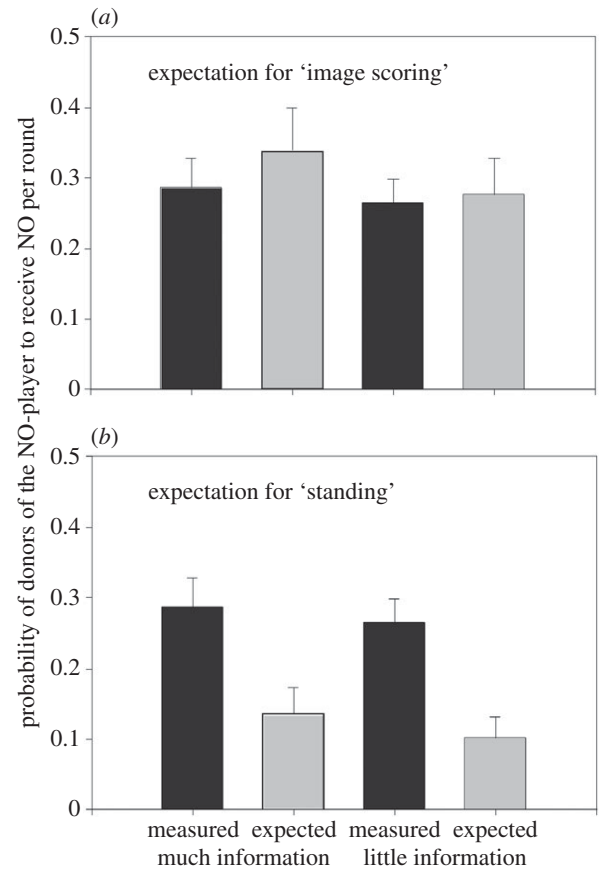 (a)
0.5
expectation for ‘image scoring’
0.4
0.3
0.2
0.1
0
probability of donors of the NO-player to receive NO per round
(b)
0.5
expectation for ‘standing’
0.4
0.3
0.2
0.1
0
measured expected measured expected
much information little information